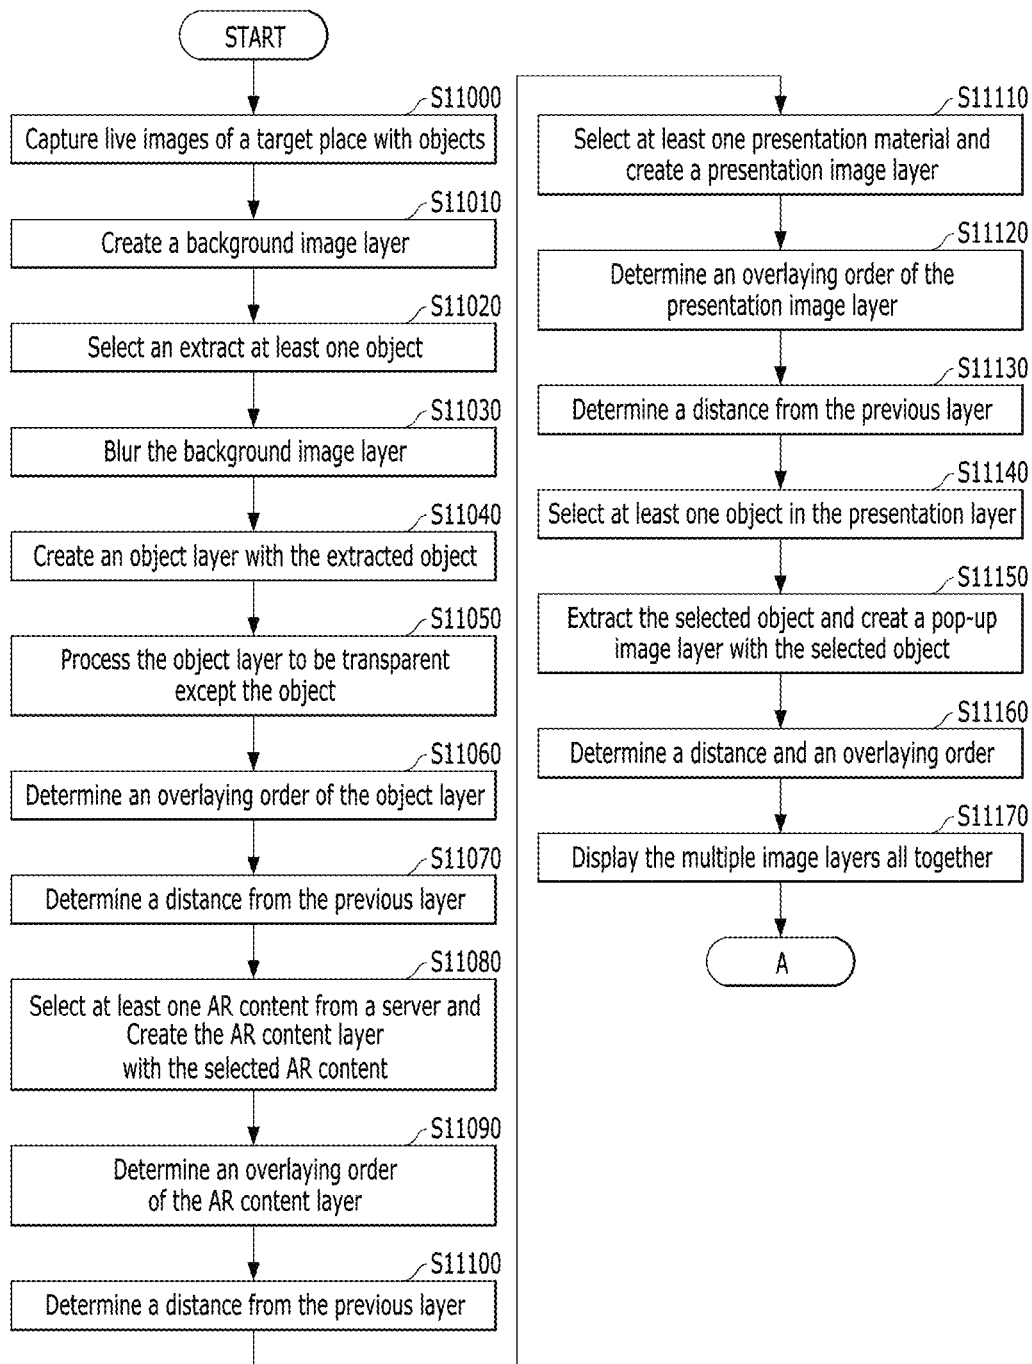 START
S11000
Capture live images of a target place with objects
S11010
Create a background image layer
S11020
Select an extract at least one object
S11030
Blur the background image layer
S11040
Create an object layer with the extracted object
S11050
Process the object layer to be transparent
except the object
S11060
Determine an overlaying order of the object layer
S11070
Determine a distance from the previous layer
S11080
Select at least one AR content from a server and
Create the AR content layer
with the selected AR content
S11090
Determine an overlaying order
of the AR content layer
S11100
Determine a distance from the previous layer
S11110
Select at least one presentation material and
create a presentation image layer
S11120
Determine an overlaying order of the
presentation image layer
S11130
Determine a distance from the previous layer
S11140
Select at least one object in the presentation layer
S11150
Extract the selected object and creat a pop-up
image layer with the selected object
S11160
Determine a distance and an overlaying order
S11170
Display the multiple image layers all together
A